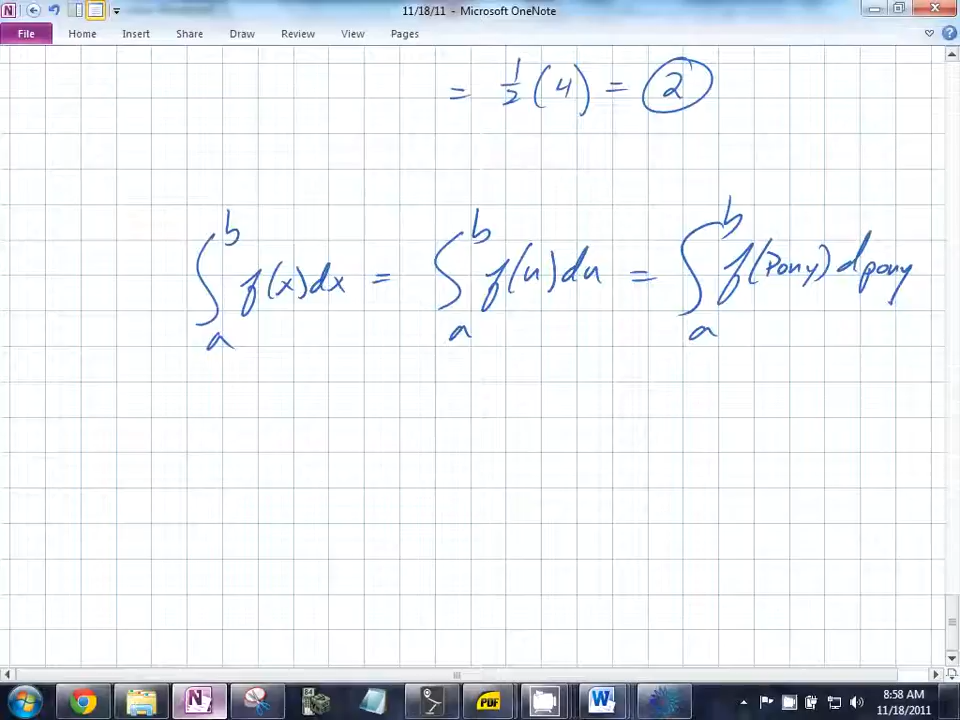 11/18/11 - Microsoft OneNote
File Home Insert Share Draw Review View Pages
= 1/2 (4) = 2
∫_a^b f(x)dx = ∫_a^b f(u)du = ∫_a^b f(Pony) dpony
PDF
8:58 AM
11/18/2011